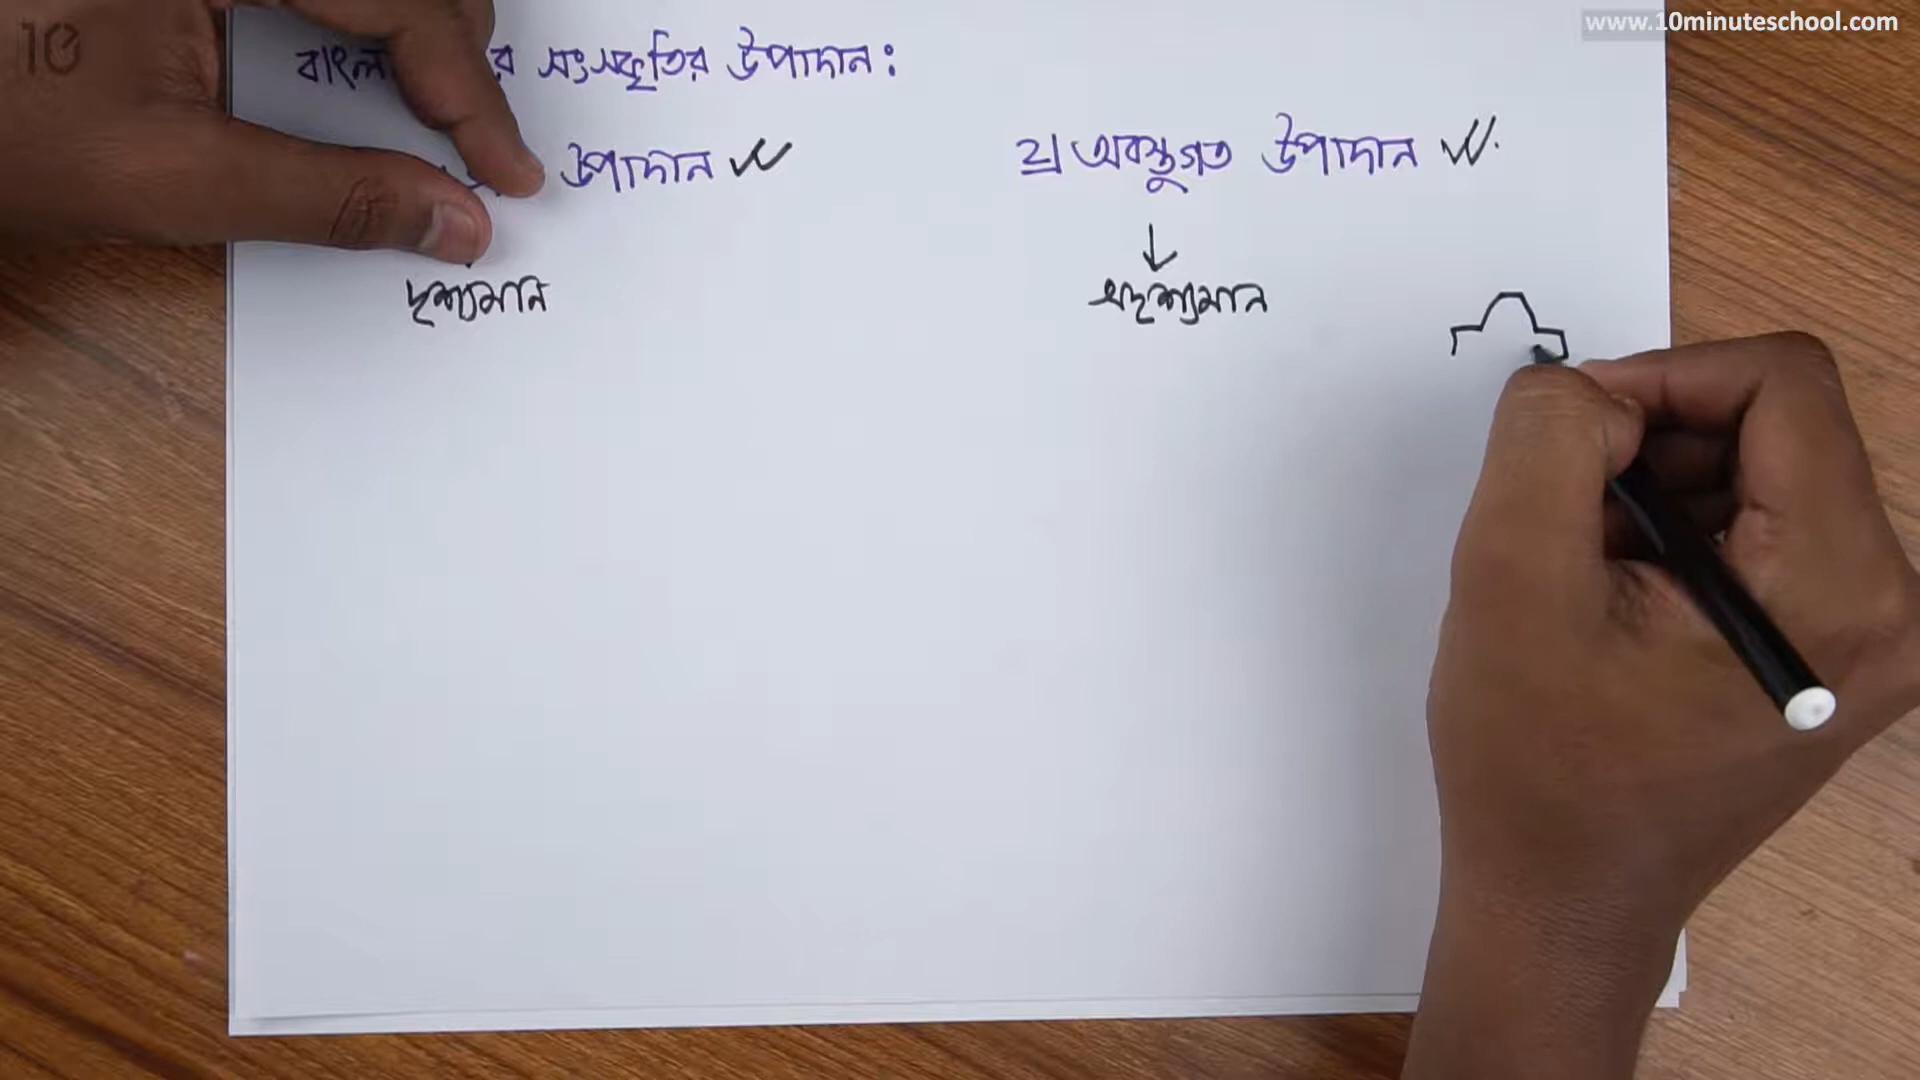 10
www.10minuteschool.com
সংস্কৃতির উপাদান:
উপাদান
২। অবস্তুগত উপাদান
দৃশ্যমান
অদৃশ্যমান